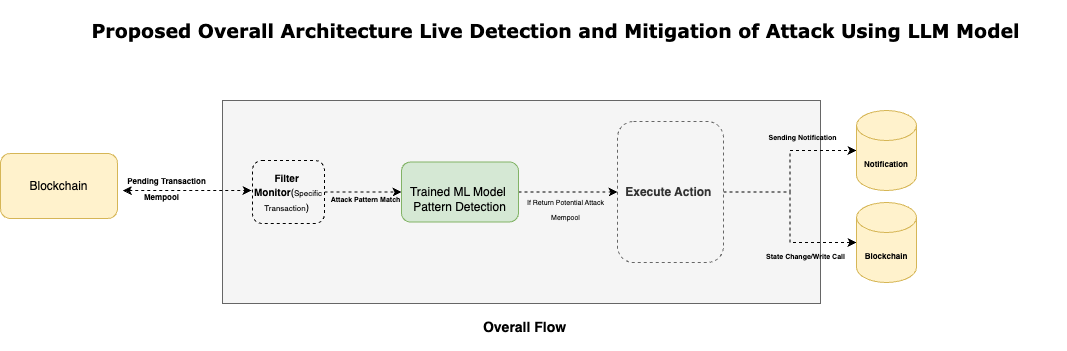 Proposed Overall Architecture Live Detection and Mitigation of Attack Using LLM Model
Blockchain
Pending Transaction
Mempool
Filter
Monitor(Specific
Transaction)
Attack Pattern Match
Trained ML Model
Pattern Detection
If Return Potential Attack
Mempool
Execute Action
Sending Notification
Notification
State Change/Write Call
Blockchain
Overall Flow